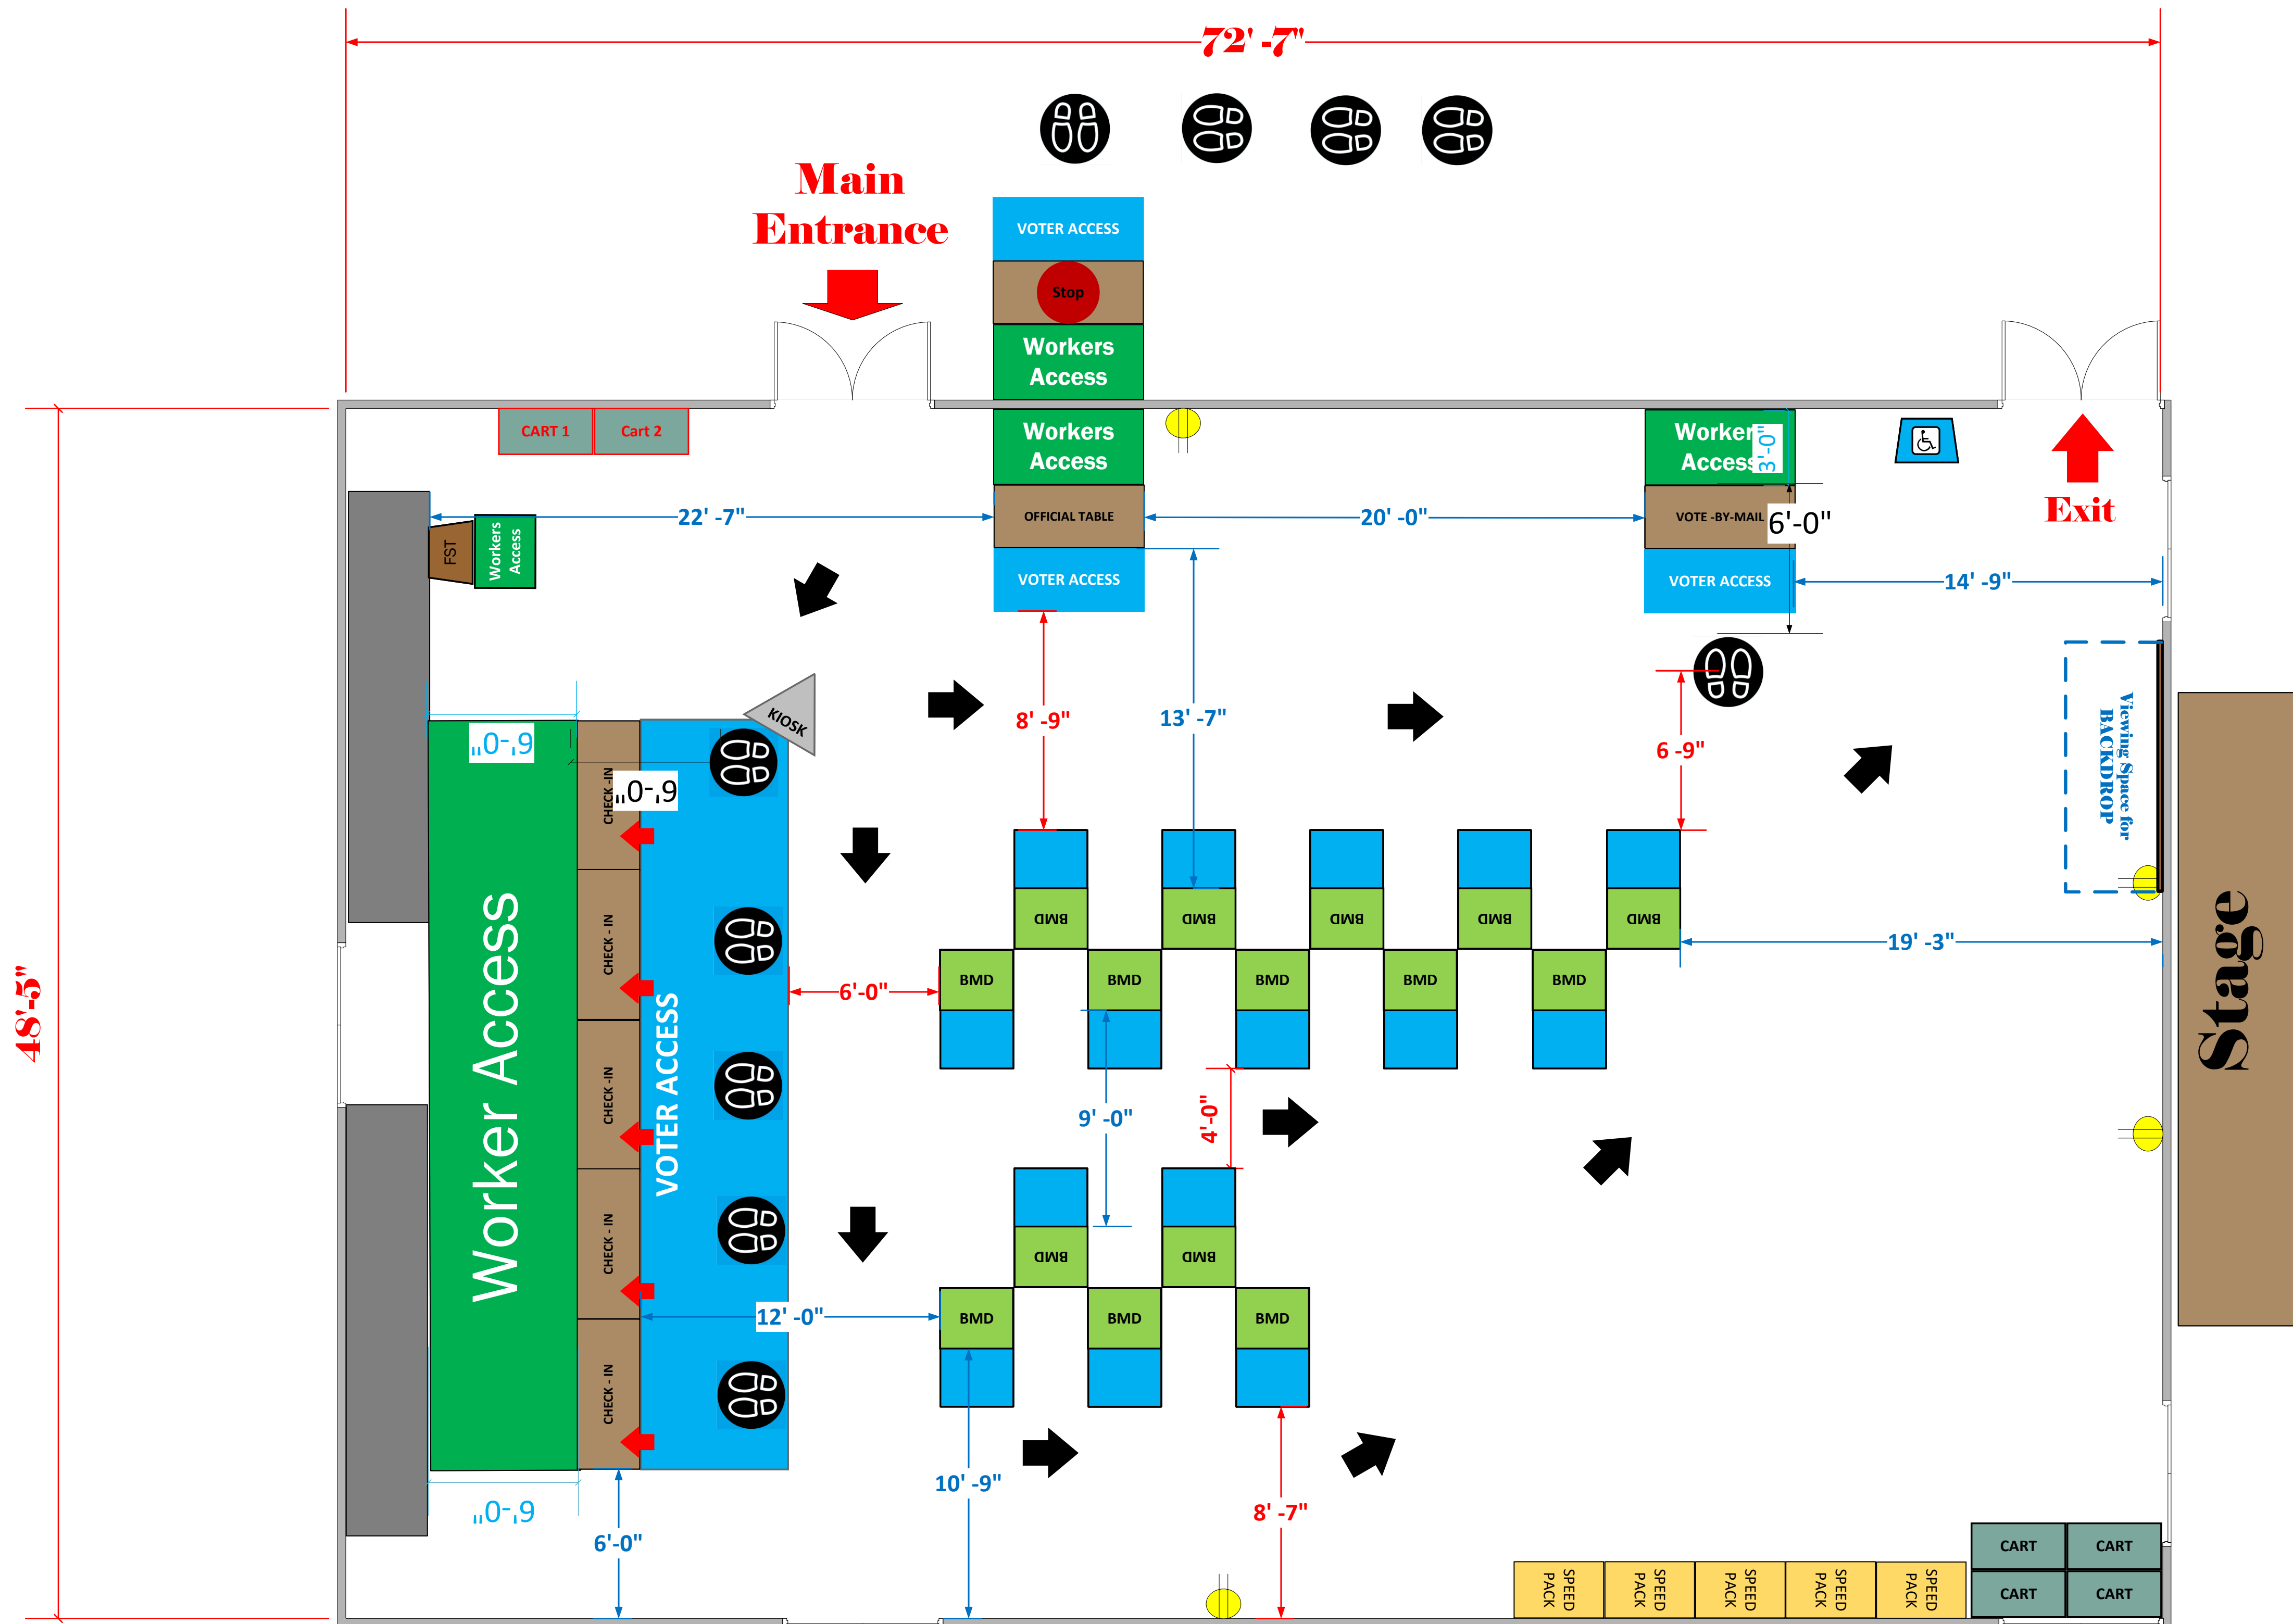 72' -7"
Main
Entrance
VOTER ACCESS
Stop
Workers
Access
CART 1
Cart 2
Workers
Access
Workers
Access
3'-0"
Exit
FST
Workers
Access
22' -7"
OFFICIAL TABLE
20' -0"
VOTE -BY-MAIL
6'-0"
VOTER ACCESS
VOTER ACCESS
14' -9"
KIOSK
8' -9"
13' -7"
6 -9"
Viewing Space for
BACKDROP
6'-0"
6'-0"
CHECK -IN
CHECK - IN
CHECK -IN
CHECK - IN
CHECK - IN
Worker Access
VOTER ACCESS
48'-5"
BMD
BMD
BMD
BMD
BMD
19' -3"
Stage
6'-0"
BMD
BMD
BMD
BMD
BMD
9' -0"
4'-0"
BMD
BMD
12' -0"
BMD
BMD
BMD
10' -9"
8' -7"
6'-0"
6'-0"
SPEED
PACK
SPEED
PACK
SPEED
PACK
SPEED
PACK
SPEED
PACK
CART
CART
CART
CART